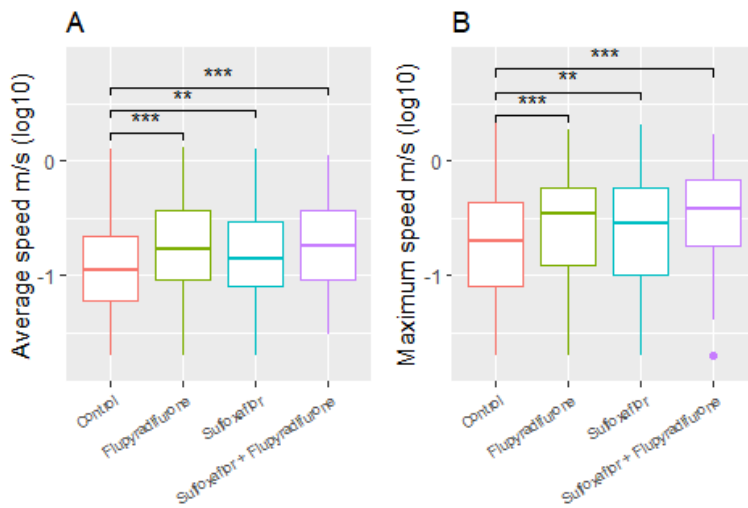 A
Average speed m/s (log10)
0
-1
***
**
***
Control
Flupyradifurone
Sulfoxaflor
Sulfoxaflor + Flupyradifurone
B
Maximum speed m/s (log10)
0
-1
***
**
***
Control
Flupyradifurone
Sulfoxaflor
Sulfoxaflor + Flupyradifurone